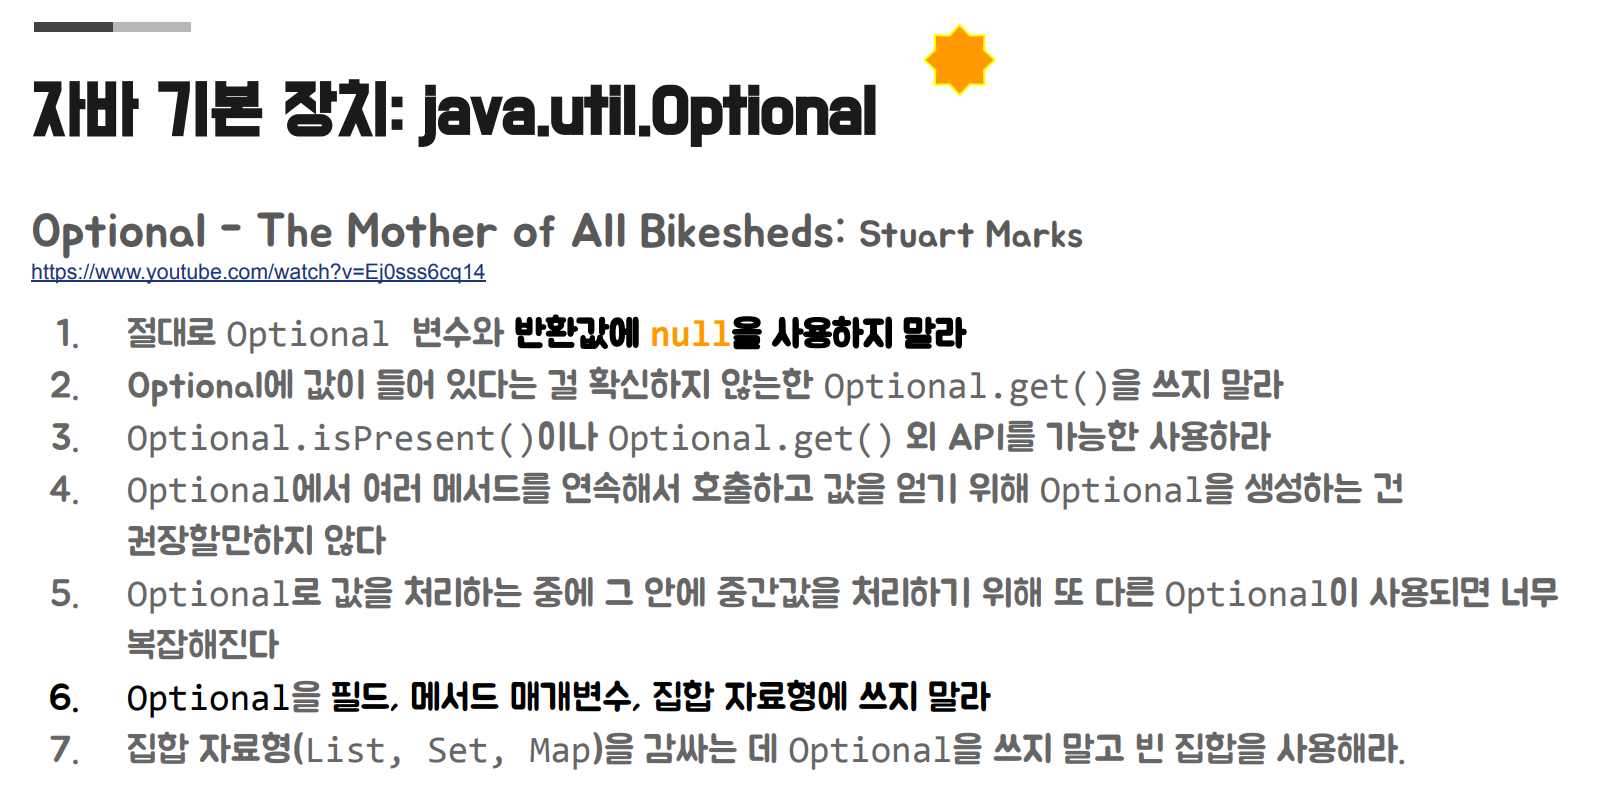 자바 기본 장치: java.util.Optional
Optional - The Mother of All Bikesheds: Stuart Marks
https://www.youtube.com/watch?v=Ej0sss6cq14
1. 절대로 Optional 변수와 반환값에 null을 사용하지 말라
2. Optional에 값이 들어 있다는 걸 확신하지 않는한 Optional.get()을 쓰지 말라
3. Optional.isPresent()이나 Optional.get() 외 API를 가능한 사용하라
4. Optional에서 여러 메서드를 연속해서 호출하고 값을 얻기 위해 Optional을 생성하는 건
권장할만하지 않다
5. Optional로 값을 처리하는 중에 그 안에 중간값을 처리하기 위해 또 다른 Optional이 사용되면 너무
복잡해진다
6. Optional을 필드, 메서드 매개변수, 집합 자료형에 쓰지 말라
7. 집합 자료형(List, Set, Map)을 감싸는 데 Optional을 쓰지 말고 빈 집합을 사용해라.